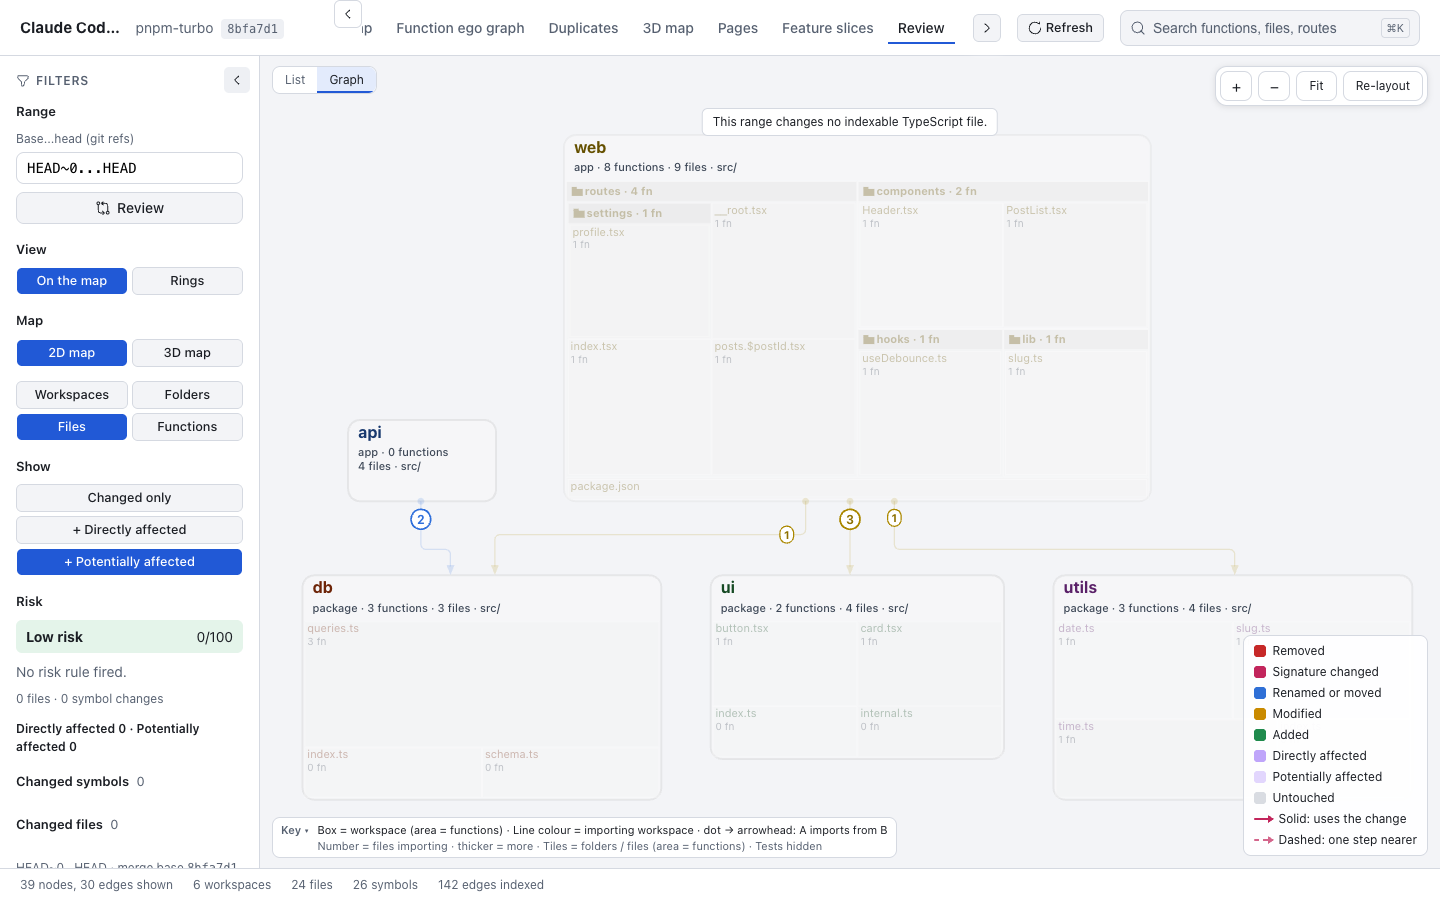 Claude Cod...
pnpm-turbo
8bfa7d1
Function ego graph
Duplicates
3D map
Pages
Feature slices
Review
Refresh
Search functions, files, routes
⌘K
FILTERS
Range
Base...head (git refs)
HEAD~0...HEAD
Review
View
On the map
Rings
Map
2D map
3D map
Workspaces
Folders
Files
Functions
Show
Changed only
+ Directly affected
+ Potentially affected
Risk
Low risk
0/100
No risk rule fired.
0 files · 0 symbol changes
Directly affected 0 · Potentially
affected 0
Changed symbols 0
Changed files 0
HEAD~0...HEAD · merge base 8bfa7d1
List
Graph
+
−
Fit
Re-layout
This range changes no indexable TypeScript file.
web
app · 8 functions · 9 files · src/
routes · 4 fn
components · 2 fn
settings · 1 fn
profile.tsx
1 fn
__root.tsx
1 fn
Header.tsx
1 fn
PostList.tsx
1 fn
index.tsx
1 fn
posts.$postId.tsx
1 fn
hooks · 1 fn
useDebounce.ts
1 fn
lib · 1 fn
slug.ts
1 fn
package.json
api
app · 0 functions
4 files · src/
2
1
3
1
db
package · 3 functions · 3 files · src/
queries.ts
3 fn
index.ts
0 fn
schema.ts
0 fn
ui
package · 2 functions · 4 files · src/
button.tsx
1 fn
card.tsx
1 fn
index.ts
0 fn
internal.ts
0 fn
utils
package · 3 functions · 4 files · src/
date.ts
1 fn
slug.ts
time.ts
1 fn
Removed
Signature changed
Renamed or moved
Modified
Added
Directly affected
Potentially affected
Untouched
Solid: uses the change
Dashed: one step nearer
Key
Box = workspace (area = functions) · Line colour = importing workspace · dot → arrowhead: A imports from B
Number = files importing · thicker = more · Tiles = folders / files (area = functions) · Tests hidden
39 nodes, 30 edges shown
6 workspaces
24 files
26 symbols
142 edges indexed